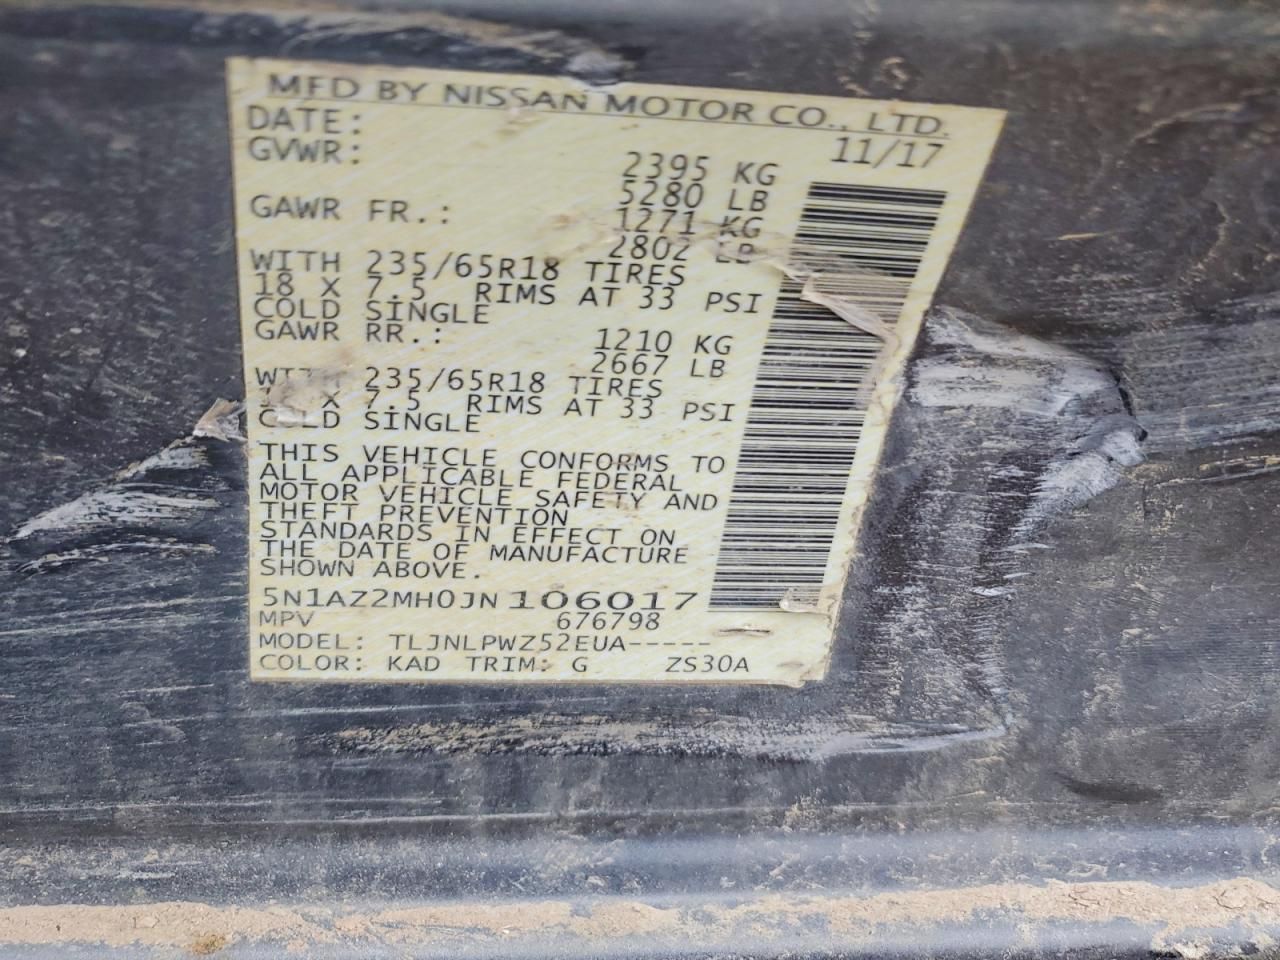 MFD BY NISSAN MOTOR CO., LTD.
DATE: 11/17
GVWR: 2395 KG
5280 LB
GAWR FR.: 1271 KG
2802 LB
WITH 235/65R18 TIRES
18 X 7.5 RIMS AT 33 PSI
COLD SINGLE
GAWR RR.: 1210 KG
2667 LB
WITH 235/65R18 TIRES
X 7.5 RIMS AT 33 PSI
COLD SINGLE
THIS VEHICLE CONFORMS TO
ALL APPLICABLE FEDERAL
MOTOR VEHICLE SAFETY AND
THEFT PREVENTION
STANDARDS IN EFFECT ON
THE DATE OF MANUFACTURE
SHOWN ABOVE.
5N1AZ2MH0JN106017
MPV 676798
MODEL: TLJNLPWZ52EUA-----
COLOR: KAD TRIM: G ZS30A